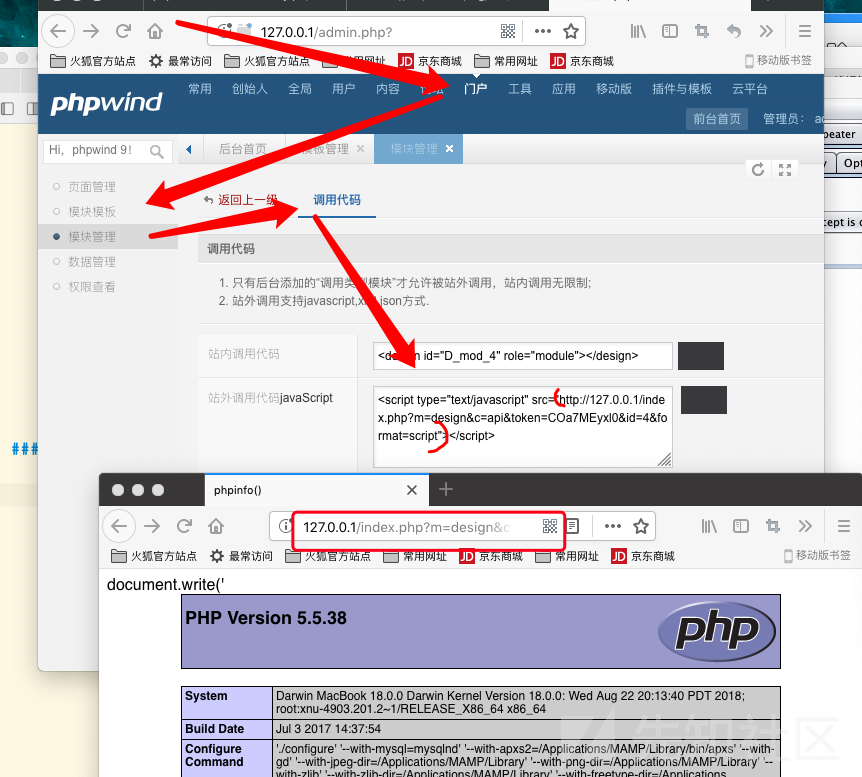 127.0.0.1/admin.php?
火狐官方站点 最常访问 火狐官方站点 常用网址 JD 京东商城 常用网址 JD 京东商城 移动版书签
phpwind
常用 创始人 全局 用户 内容 论坛 门户 工具 应用 移动版 插件与模板 云平台
前台首页 管理员：
Hi, phpwind 9!
后台首页 模板管理 模块管理
页面管理
模块模板
模块管理
数据管理
权限查看
返回上一级 调用代码
调用代码
1. 只有后台添加的“调用类型模块”才允许被站外调用，站内调用无限制;
2. 站外调用支持javascript,xml,json方式.
站内调用代码
<design id="D_mod_4" role="module"></design>
站外调用代码javaScript
<script type="text/javascript" src="http://127.0.0.1/inde
x.php?m=design&c=api&token=COa7MEyxl0&id=4&fo
rmat=script"></script>
###
phpinfo()
127.0.0.1/index.php?m=design&c
火狐官方站点 最常访问 火狐官方站点 常用网址 JD 京东商城 常用网址 JD 京东商城 移动版书签
document.write('
PHP Version 5.5.38
php
System
Darwin MacBook 18.0.0 Darwin Kernel Version 18.0.0: Wed Aug 22 20:13:40 PDT 2018;
root:xnu-4903.201.2~1/RELEASE_X86_64 x86_64
Build Date
Jul 3 2017 14:37:54
Configure
Command
'./configure' '--with-mysql=mysqlnd' '--with-apxs2=/Applications/MAMP/Library/bin/apxs' '--with-
gd' '--with-jpeg-dir=/Applications/MAMP/Library' '--with-png-dir=/Applications/MAMP/Library' '--
with-zlib' '--with-zlib-dir=/Applications/MAMP/Library' '--with-freetype-dir=/Applications
先知社区